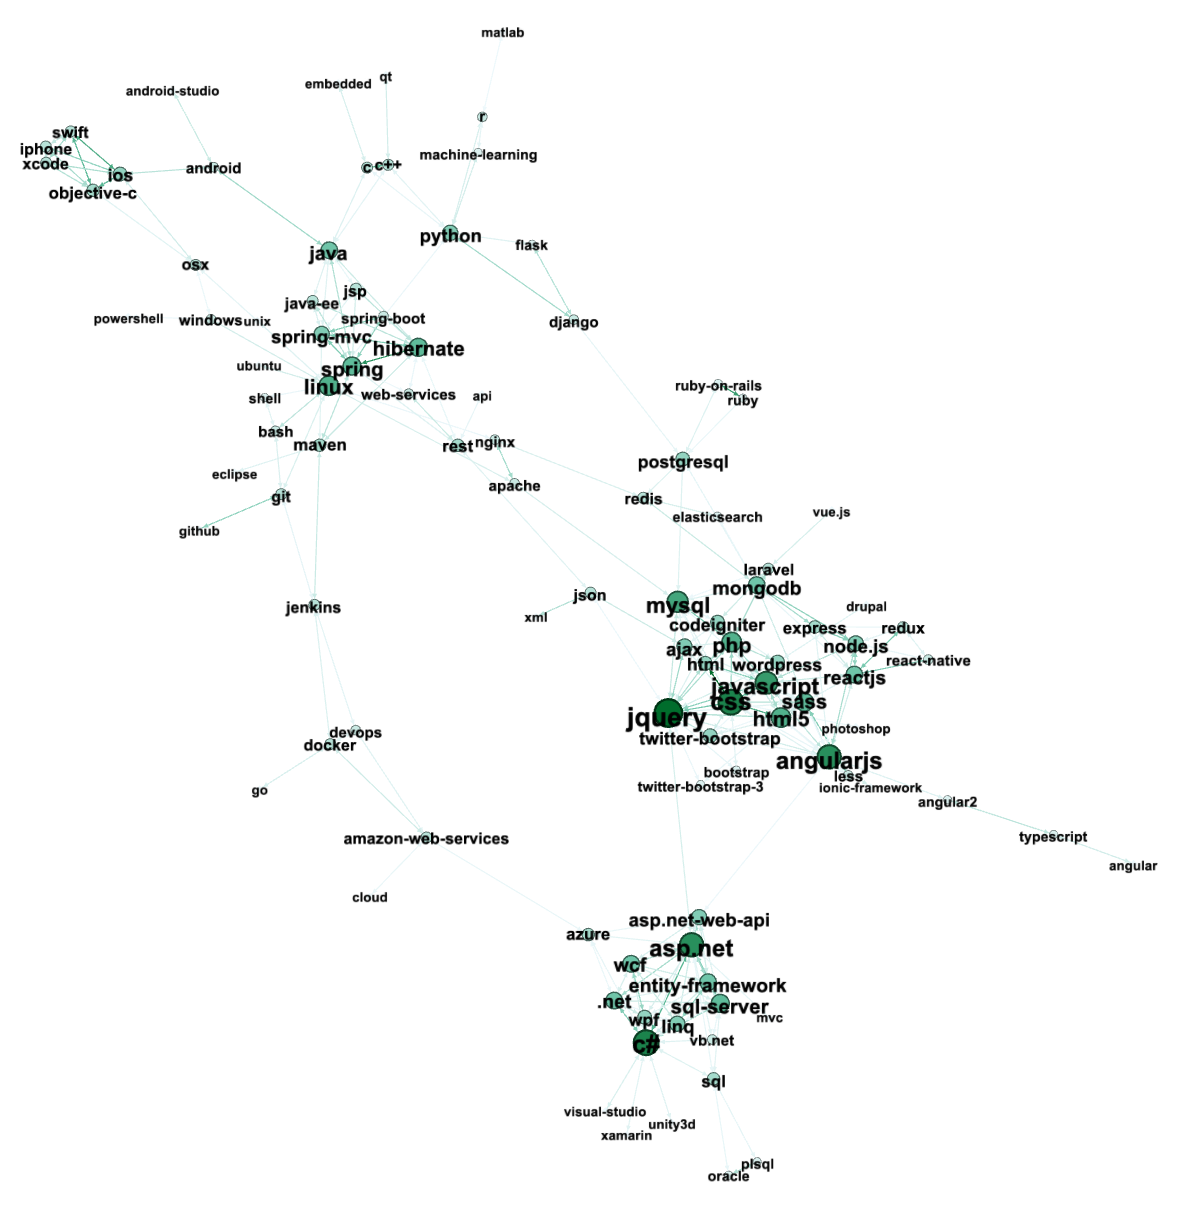 matlab
qt
embedded
android-studio
r
swift
iphone
machine-learning
xcode
c
c++
android
ios
objective-c
python
flask
java
osx
jsp
java-ee
powershell
windows
unix
spring-boot
django
spring-mvc
hibernate
ubuntu
spring
linux
ruby-on-rails
shell
web-services
api
ruby
bash
maven
rest
nginx
postgresql
eclipse
apache
git
redis
elasticsearch
vue.js
github
laravel
mongodb
json
jenkins
mysql
drupal
xml
codeigniter
express
redux
php
node.js
ajax
html
wordpress
react-native
reactjs
javascript
css
sass
jquery
html5
photoshop
devops
twitter-bootstrap
docker
angularjs
bootstrap
less
twitter-bootstrap-3
ionic-framework
go
angular2
amazon-web-services
typescript
angular
cloud
asp.net-web-api
azure
asp.net
wcf
entity-framework
.net
sql-server
mvc
wpf
linq
c#
vb.net
sql
visual-studio
unity3d
xamarin
plsql
oracle